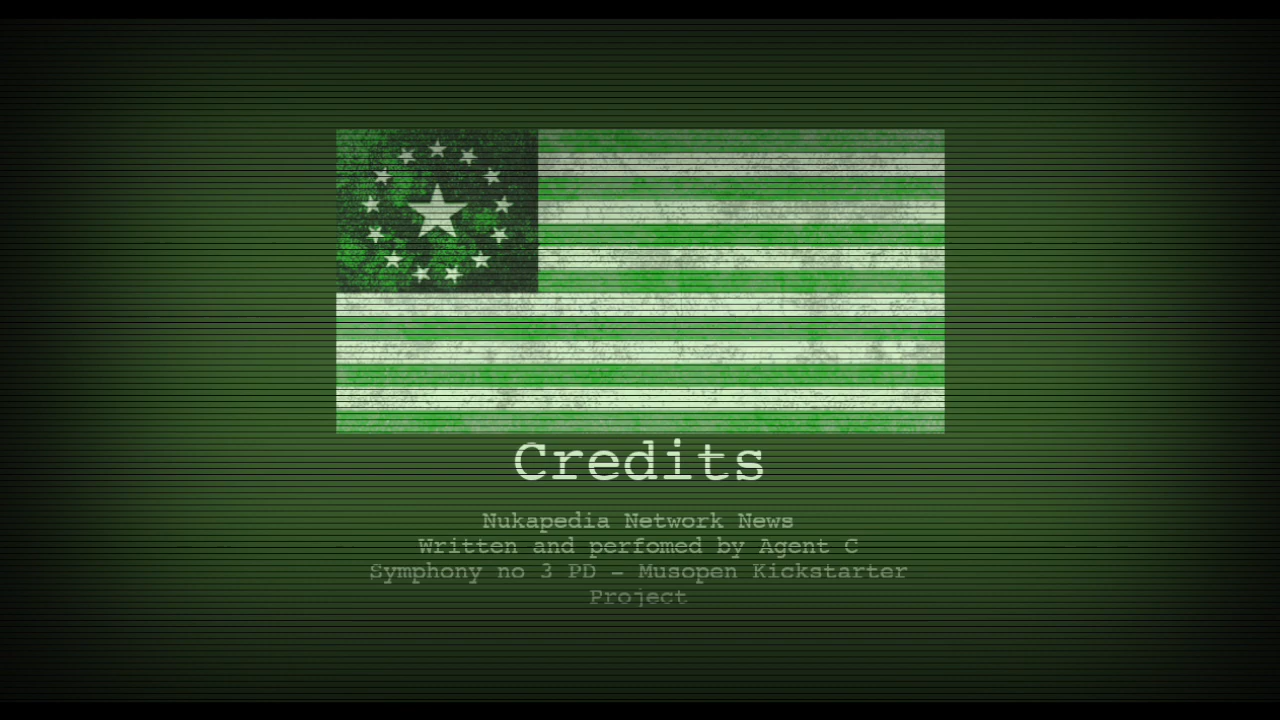 Credits
Nukapedia Network News
Written and perfomed by Agent C
Symphony no 3 PD - Musopen Kickstarter
Project